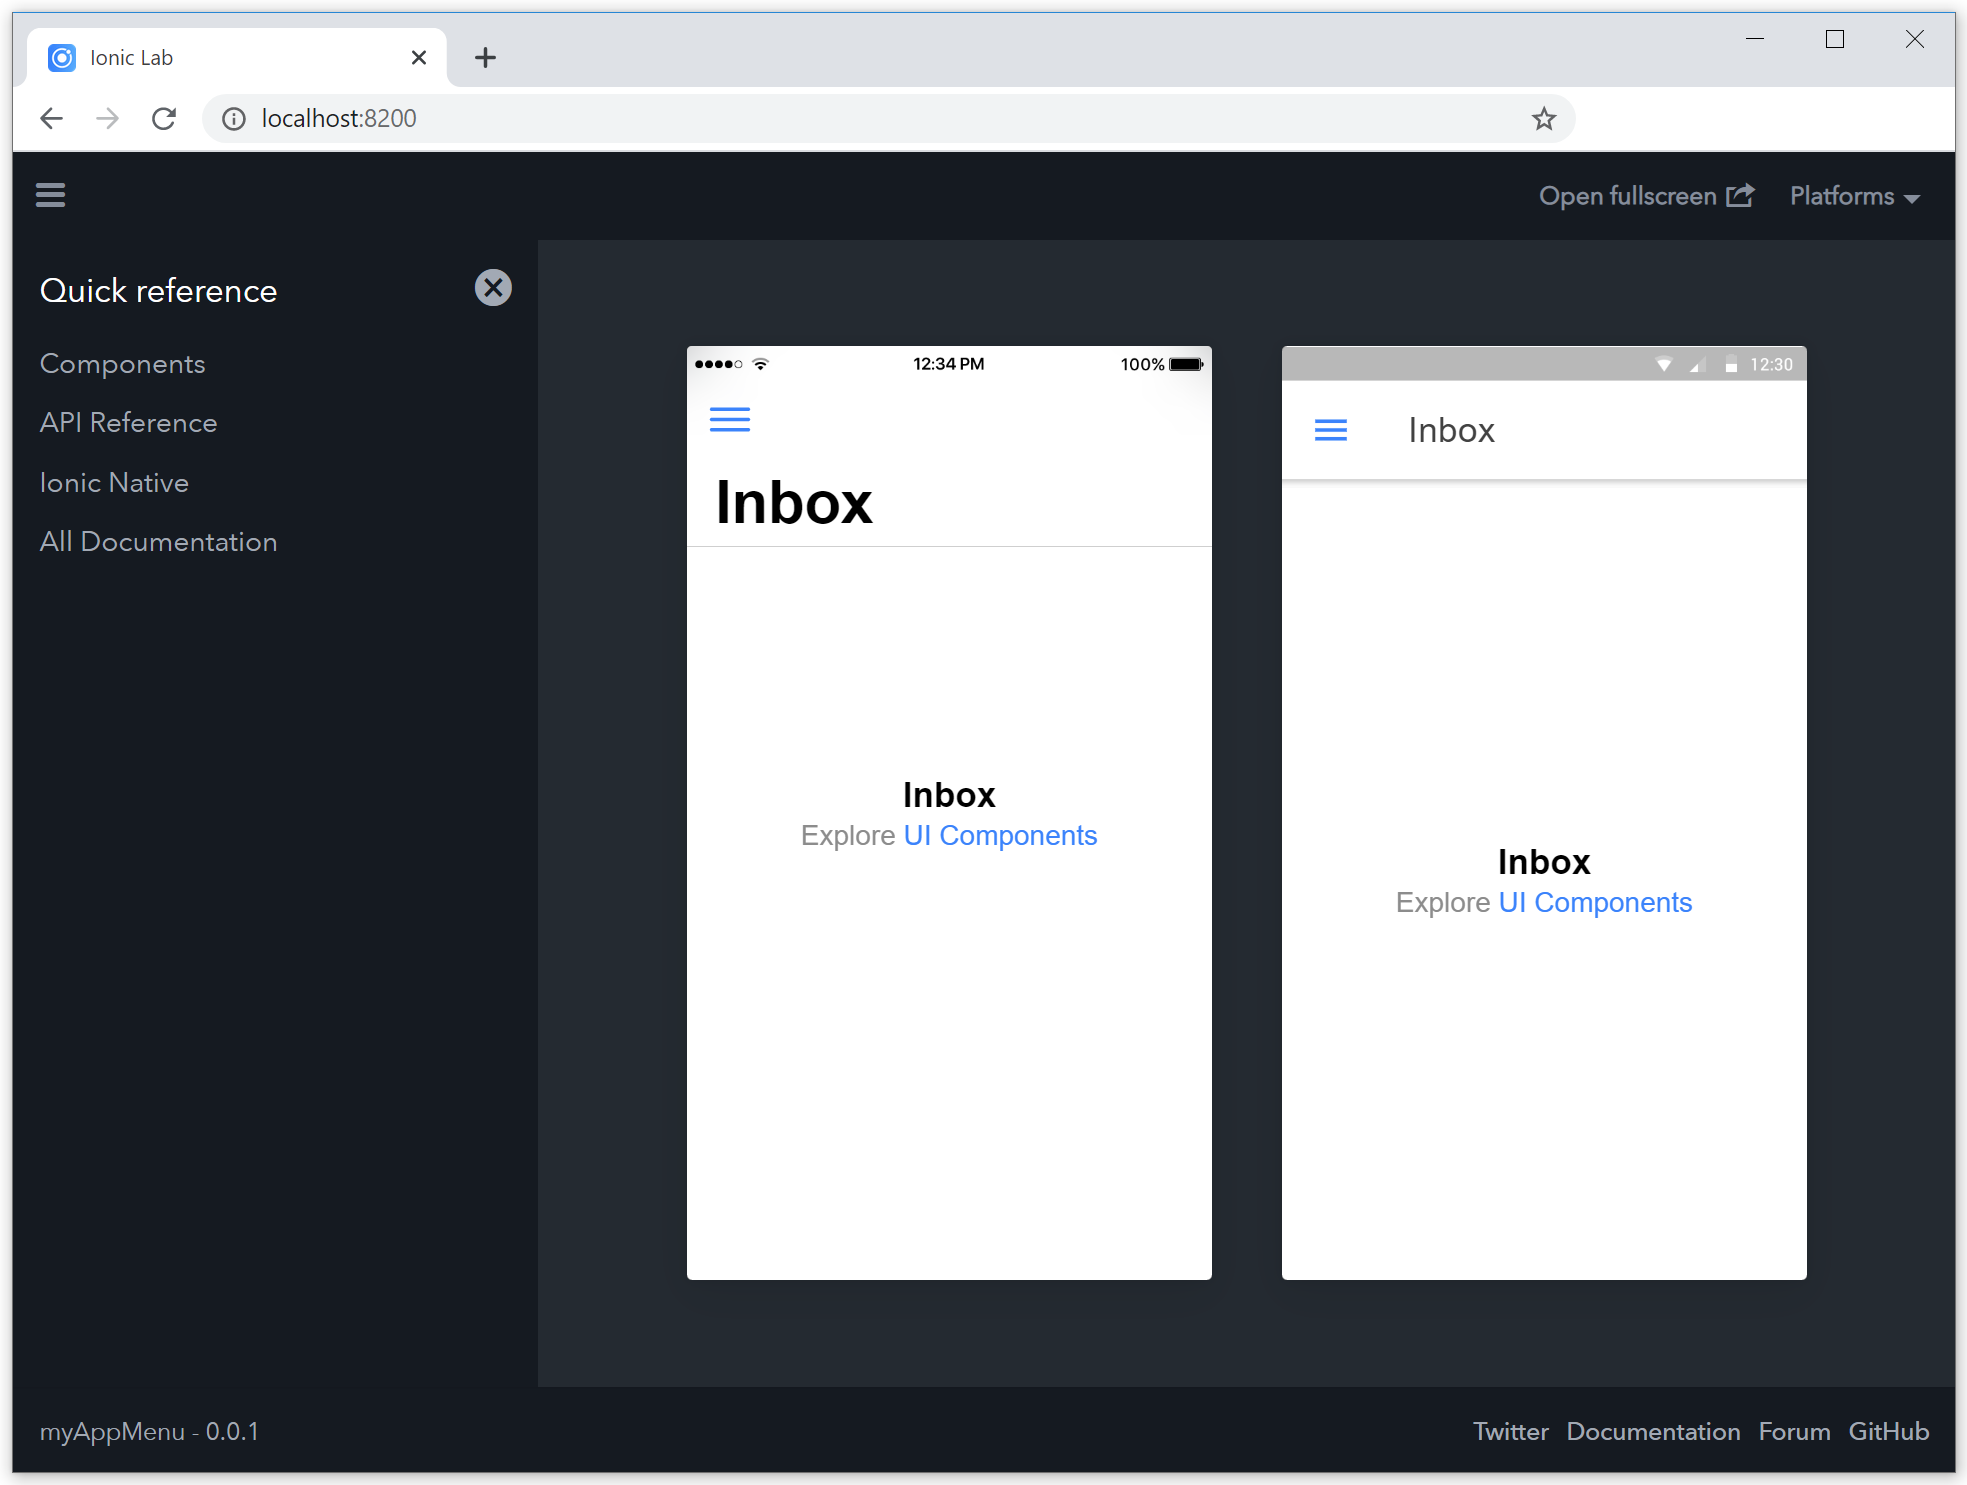 Ionic Lab
localhost:8200
Open fullscreen
Platforms
Quick reference
Components
API Reference
Ionic Native
All Documentation
12:34 PM
100%
Inbox
Inbox
Explore UI Components
12:30
Inbox
Inbox
Explore UI Components
myAppMenu - 0.0.1
Twitter Documentation Forum GitHub